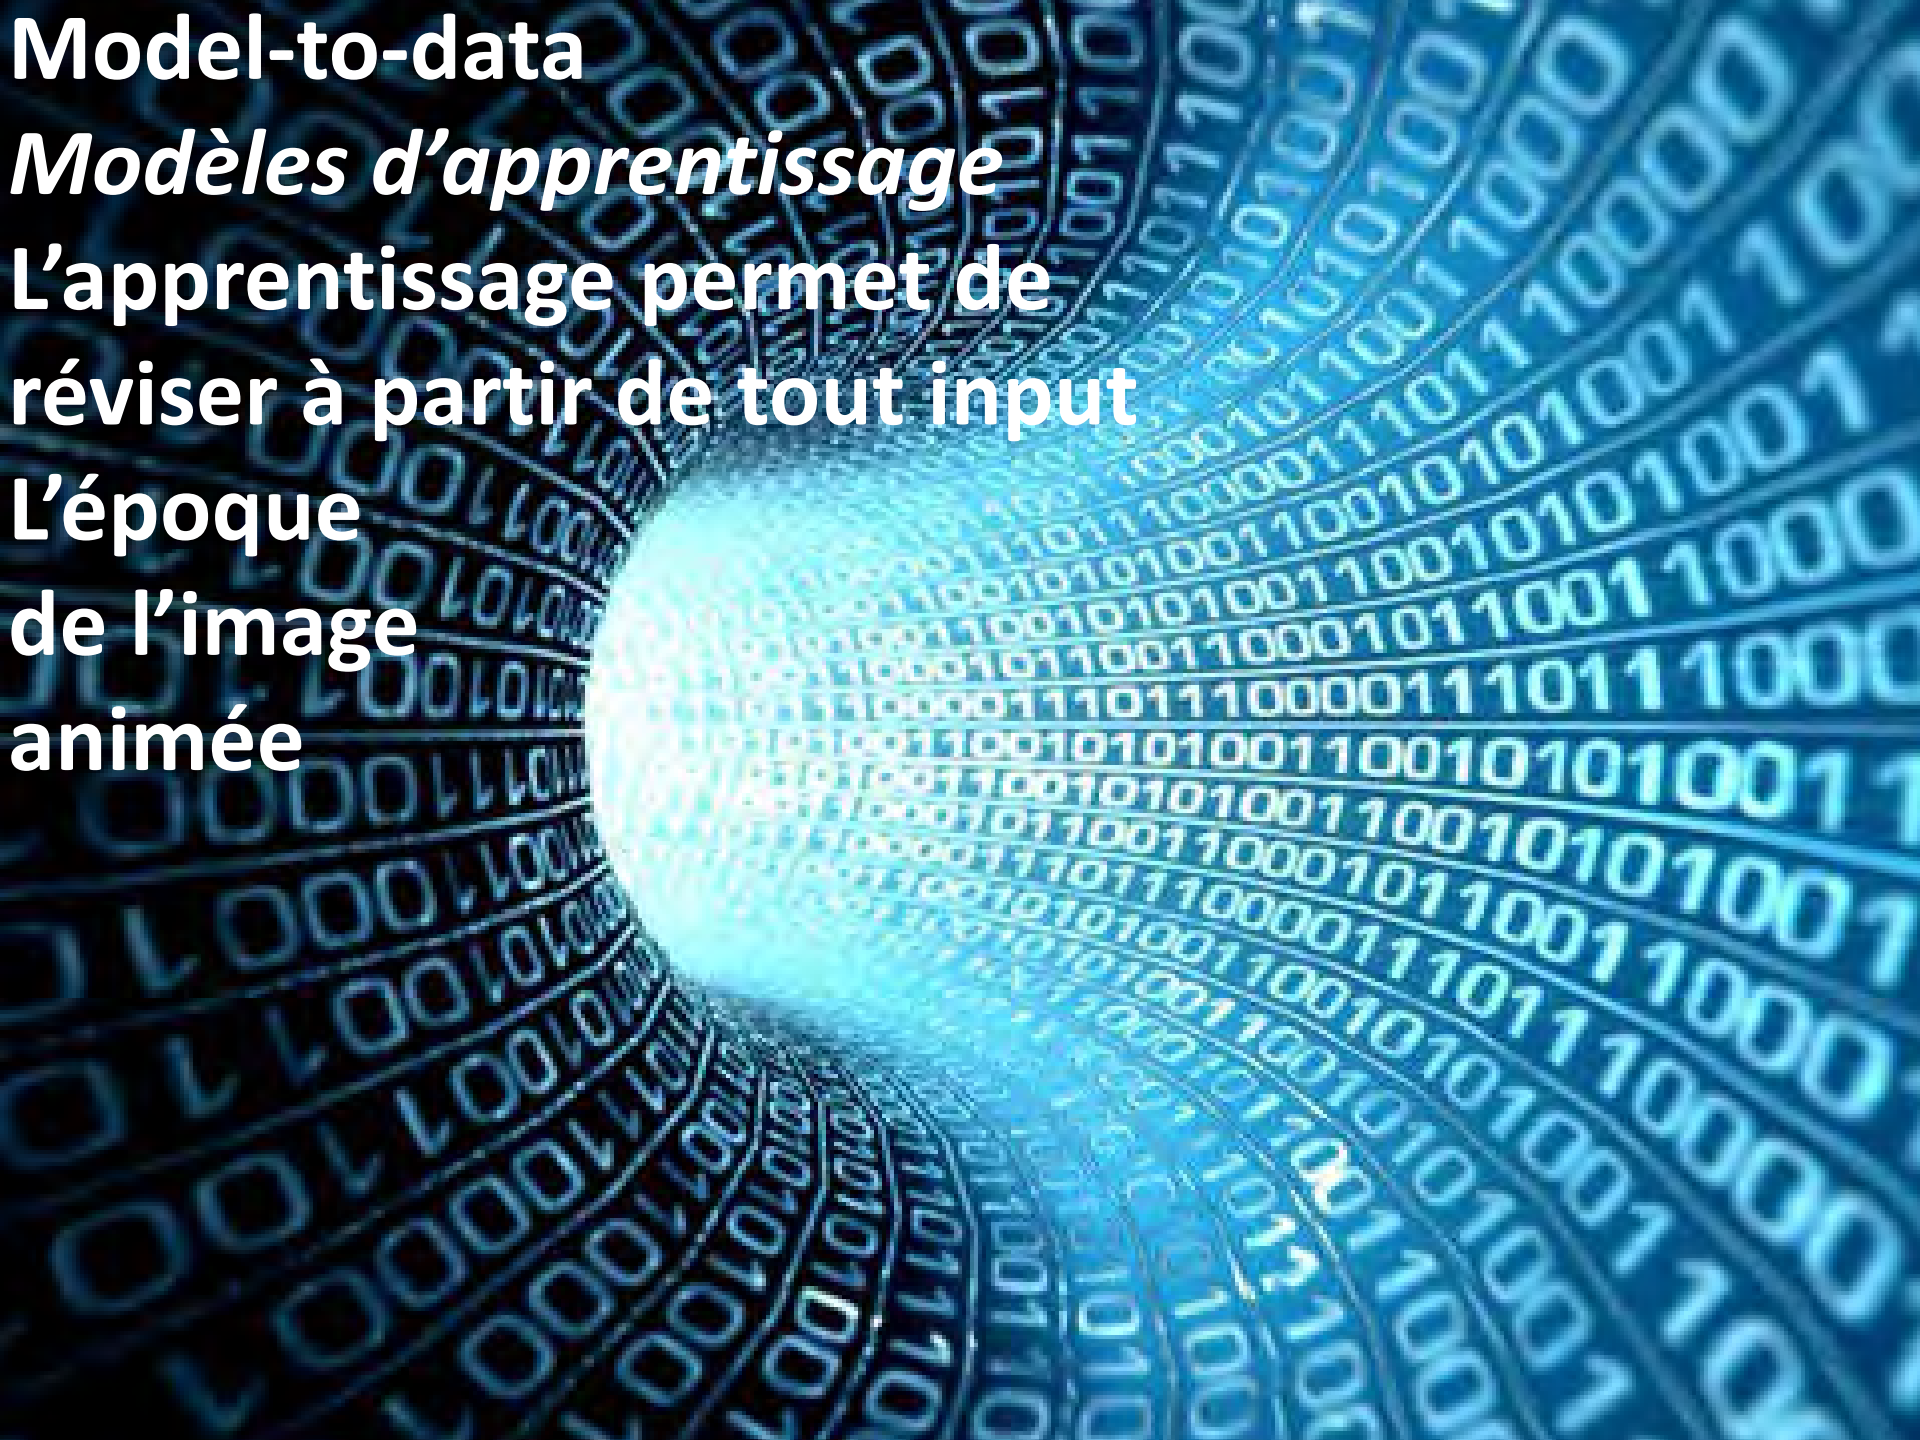 Model-to-data
Modèles d’apprentissage
L’apprentissage permet de
réviser à partir de tout input
L’époque
de l’image
animée